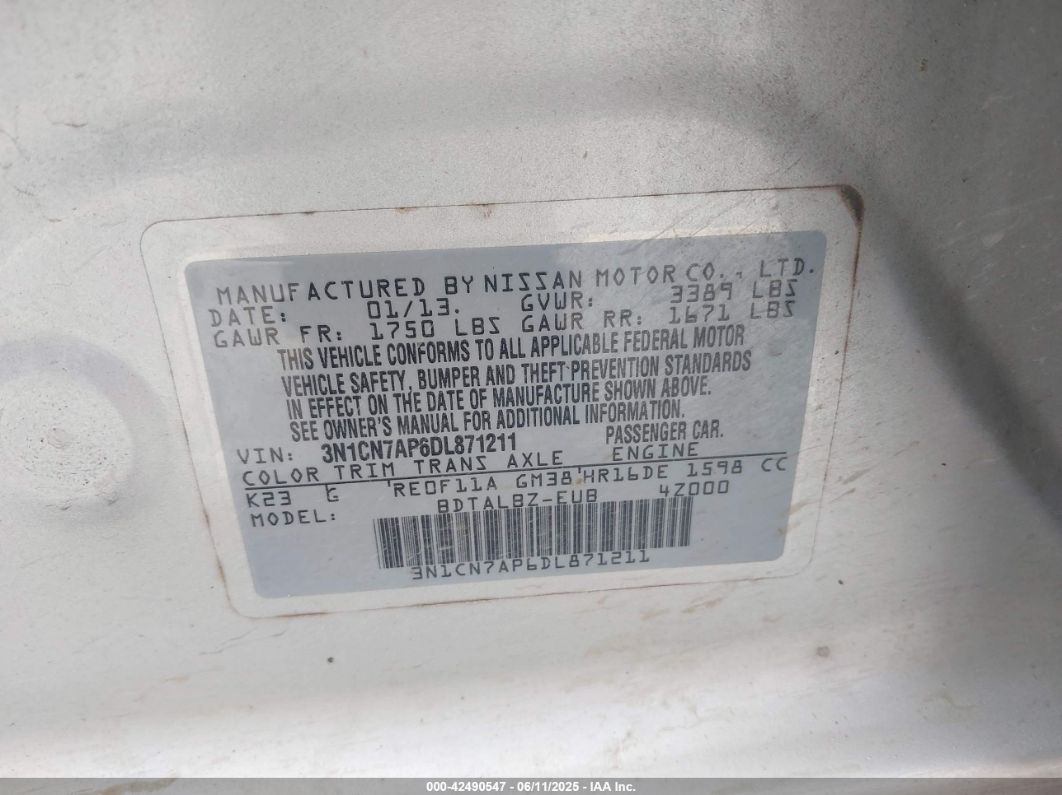 MANUFACTURED BY NISSAN MOTOR CO., LTD.
DATE: 01/13. GVWR: 3389 LBS
GAWR FR: 1750 LBS GAWR RR: 1671 LBS
THIS VEHICLE CONFORMS TO ALL APPLICABLE FEDERAL MOTOR
VEHICLE SAFETY, BUMPER AND THEFT PREVENTION STANDARDS
IN EFFECT ON THE DATE OF MANUFACTURE SHOWN ABOVE.
SEE OWNER'S MANUAL FOR ADDITIONAL INFORMATION.
VIN: 3N1CN7AP6DL871211 PASSENGER CAR.
COLOR TRIM TRANS AXLE ENGINE
K23 G RE0F11A GM38 HR16DE 1598 CC
MODEL: BDTALBZ-EUB 4Z000
3N1CN7AP6DL871211
000-42490547 - 06/11/2025 - IAA Inc.